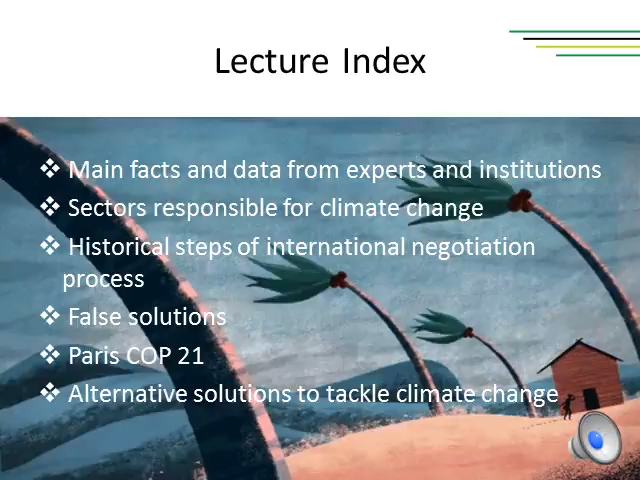 Lecture Index
❖ Main facts and data from experts and institutions
❖ Sectors responsible for climate change
❖ Historical steps of international negotiation
process
❖ False solutions
❖ Paris COP 21
❖ Alternative solutions to tackle climate change